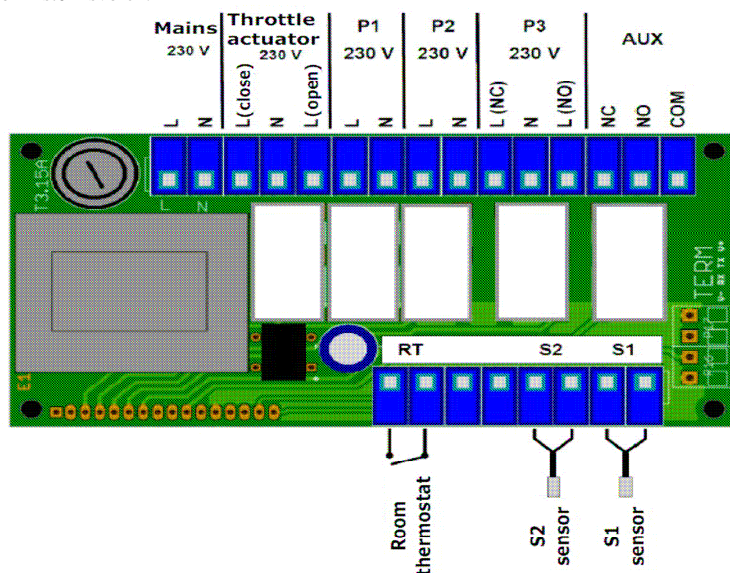 Mains
230 V
Throttle
actuator
230 V
P1
230 V
P2
230 V
P3
230 V
AUX
L
N
L(close)
N
L(open)
L
N
L
N
L (NC)
N
L (NO)
NC
NO
COM
T3.15A
L
N
TERM
RT
S2
S1
E1
Room
thermostat
S2
sensor
S1
sensor